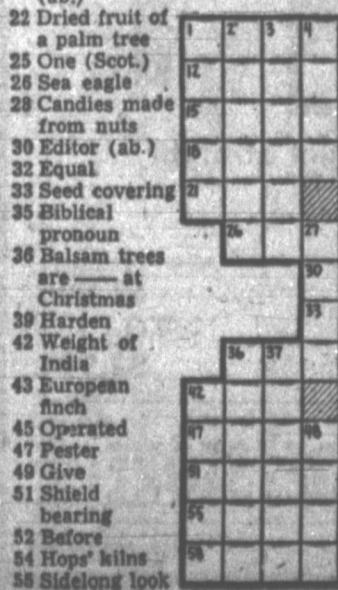 (ab.)
22 Dried fruit of
a palm tree
25 One (Scot.)
26 Sea eagle
28 Candies made
from nuts
30 Editor (ab.)
32 Equal
33 Seed covering
35 Biblical
pronoun
36 Balsam trees
are — at
Christmas
39 Harden
42 Weight of
India
43 European
finch
45 Operated
47 Pester
49 Give
51 Shield
bearing
52 Before
54 Hops' kilns
55 Sidelong look
1 2 3 4
12
15
18
21
26 27
30
33
36 37
42
47 48
51
55
58